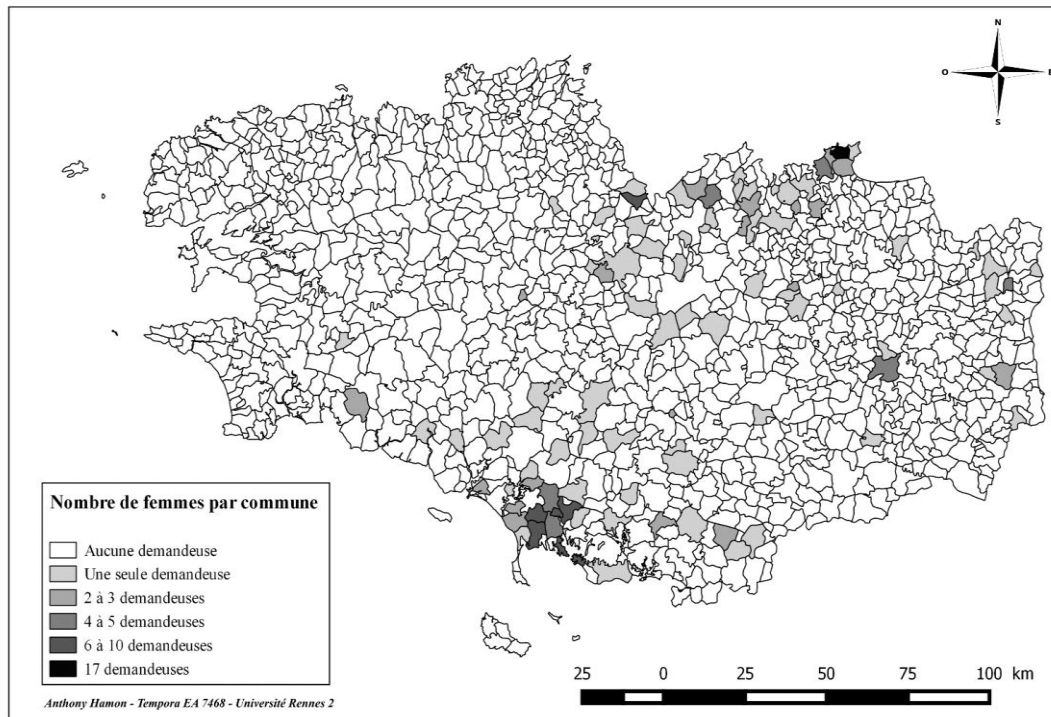 N
O
E
S
Nombre de femmes par commune
Aucune demandeuse
Une seule demandeuse
2 à 3 demandeuses
4 à 5 demandeuses
6 à 10 demandeuses
17 demandeuses
25 0 25 50 75 100 km
Anthony Hamon - Tempora EA 7468 - Université Rennes 2